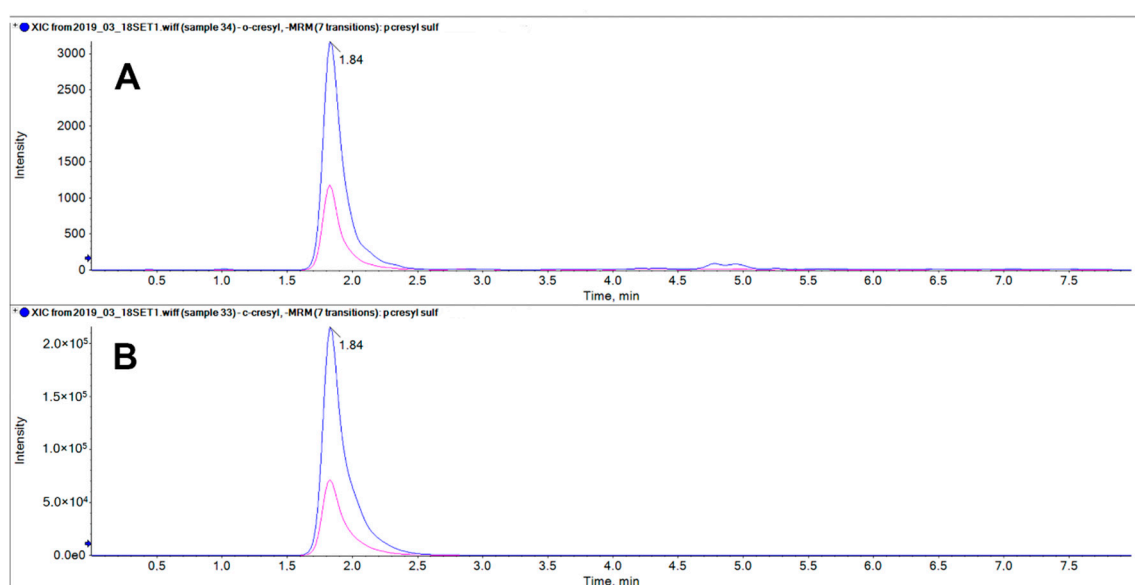 XIC from 2019_03_18SET1.wiff (sample 34) - o-cresyl, -MRM (7 transitions): p cresyl sulf
A
1.84
Intensity
3000
2500
2000
1500
1000
500
0
0.5 1.0 1.5 2.0 2.5 3.0 3.5 4.0 4.5 5.0 5.5 6.0 6.5 7.0 7.5
Time, min
XIC from 2019_03_18SET1.wiff (sample 33) - c-cresyl, -MRM (7 transitions): p cresyl sulf
B
1.84
Intensity
2.0×10⁵
1.5×10⁵
1.0×10⁵
5.0×10⁴
0.0e0
0.5 1.0 1.5 2.0 2.5 3.0 3.5 4.0 4.5 5.0 5.5 6.0 6.5 7.0 7.5
Time, min